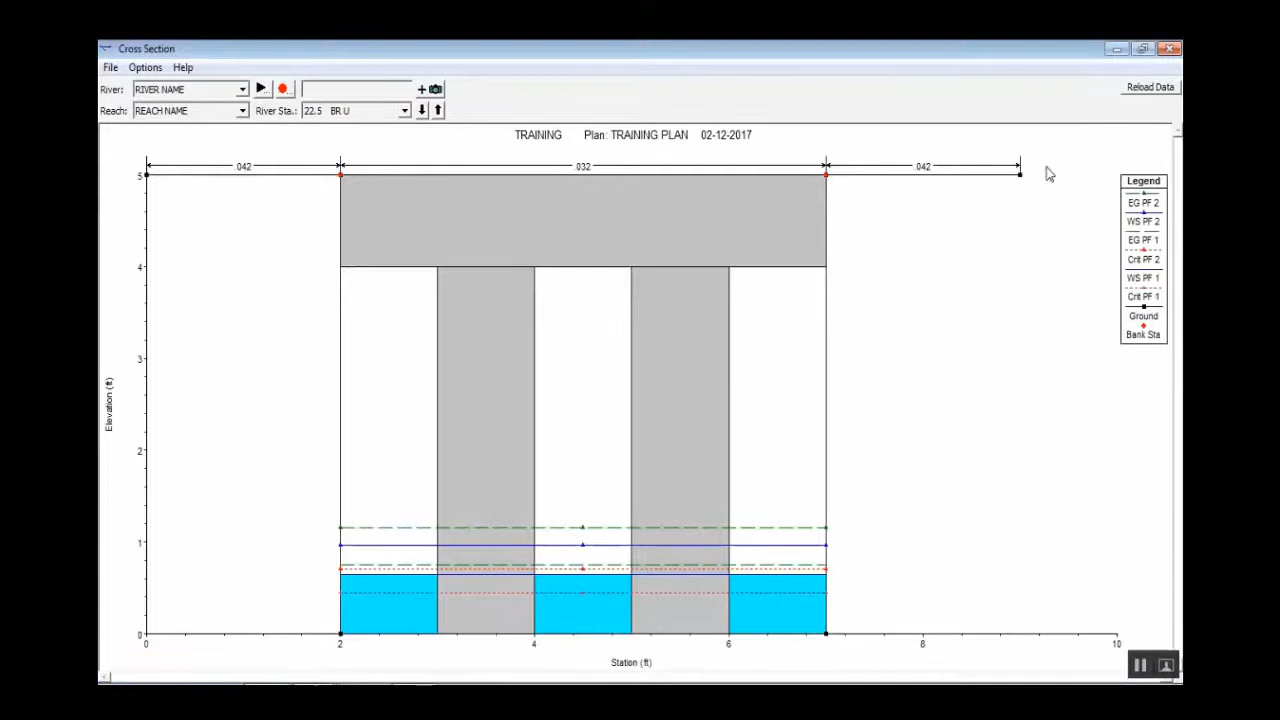 Cross Section
File Options Help
River: RIVER NAME Reload Data
Reach: REACH NAME River Sta.: 22.5 BR U
TRAINING Plan: TRAINING PLAN 02-12-2017
.042 .032 .042
Legend
EG PF 2
WS PF 2
EG PF 1
Crit PF 2
WS PF 1
Crit PF 1
Ground
Bank Sta
5
4
3
2
1
0
Elevation (ft)
0 2 4 6 8 10
Station (ft)